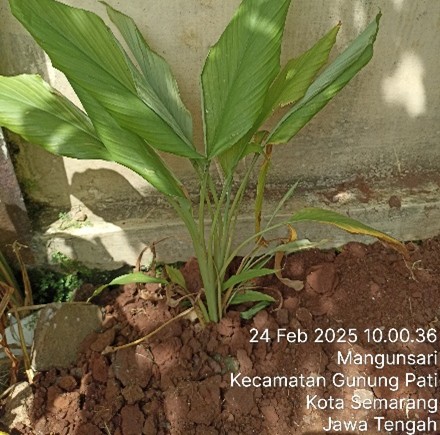 24 Feb 2025 10.00.36
Mangunsari
Kecamatan Gunung Pati
Kota Semarang
Jawa Tengah